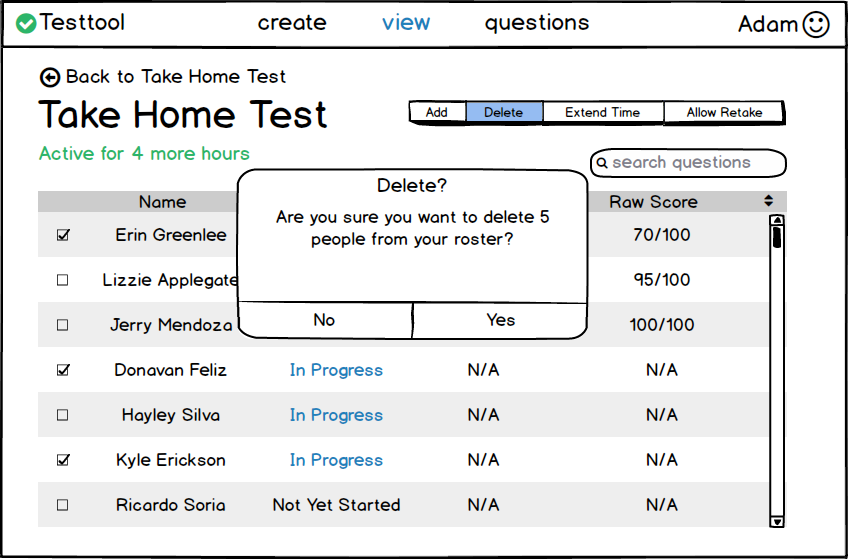 Testtool create view questions Adam
Back to Take Home Test
Take Home Test
Add Delete Extend Time Allow Retake
Active for 4 more hours
search questions
Name Raw Score
Delete?
Are you sure you want to delete 5
people from your roster?
No Yes
Erin Greenlee 70/100
Lizzie Applegate 95/100
Jerry Mendoza 100/100
Donavan Feliz In Progress N/A N/A
Hayley Silva In Progress N/A N/A
Kyle Erickson In Progress N/A N/A
Ricardo Soria Not Yet Started N/A N/A